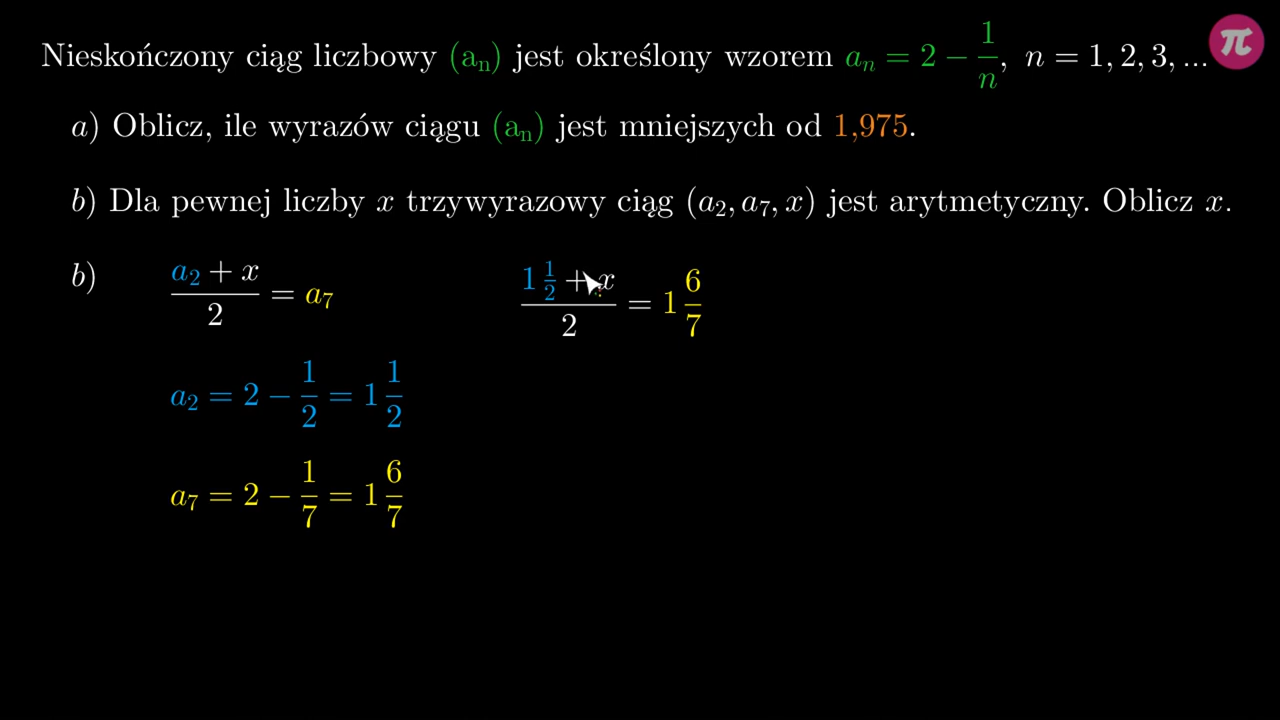 Nieskończony ciąg liczbowy (aₙ) jest określony wzorem aₙ = 2 − 1/n, n = 1, 2, 3, ...
π
a) Oblicz, ile wyrazów ciągu (aₙ) jest mniejszych od 1,975.
b) Dla pewnej liczby x trzywyrazowy ciąg (a₂, a₇, x) jest arytmetyczny. Oblicz x.
b) (a₂ + x)/2 = a₇
(1 1/2 + x)/2 = 1 6/7
a₂ = 2 − 1/2 = 1 1/2
a₇ = 2 − 1/7 = 1 6/7